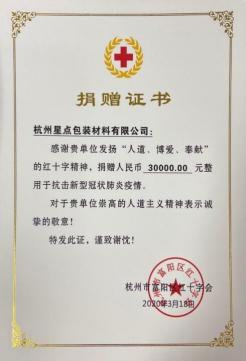 捐赠证书
杭州星点包装材料有限公司:
感谢贵单位发扬“人道、博爱、奉献”
的红十字精神，捐赠人民币 30000.00 元整
用于抗击新型冠状肺炎疫情。
对于贵单位崇高的人道主义精神表示诚
挚的敬意！
特发此证，谨致谢忱！
杭州市富阳区红十字会
2020年3月18日